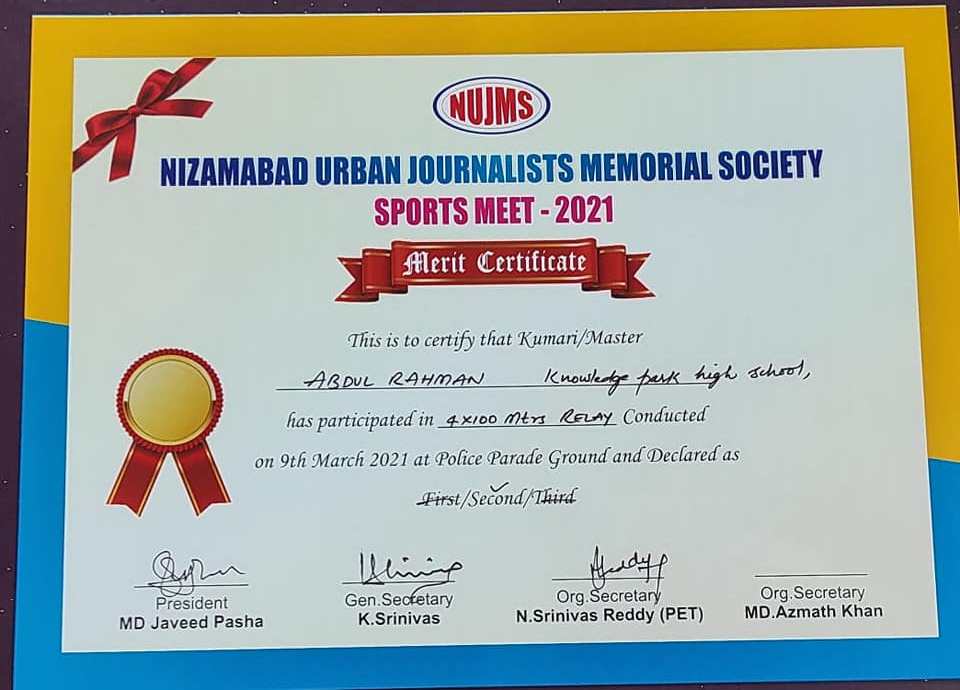 NUJMS
NIZAMABAD URBAN JOURNALISTS MEMORIAL SOCIETY
SPORTS MEET - 2021
Merit Certificate
This is to certify that Kumari/Master
ABDUL RAHMAN Knowledge park high school,
has participated in 4x100 Mtrs RELAY Conducted
on 9th March 2021 at Police Parade Ground and Declared as
First/Second/Third
President
MD Javeed Pasha
Gen.Secretary
K.Srinivas
Org.Secretary
N.Srinivas Reddy (PET)
Org.Secretary
MD.Azmath Khan